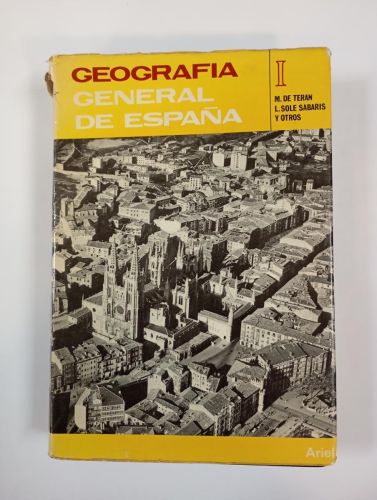 GEOGRAFIA
GENERAL
DE ESPAÑA
I
M. DE TERAN
L. SOLE SABARIS
Y OTROS
Ariel